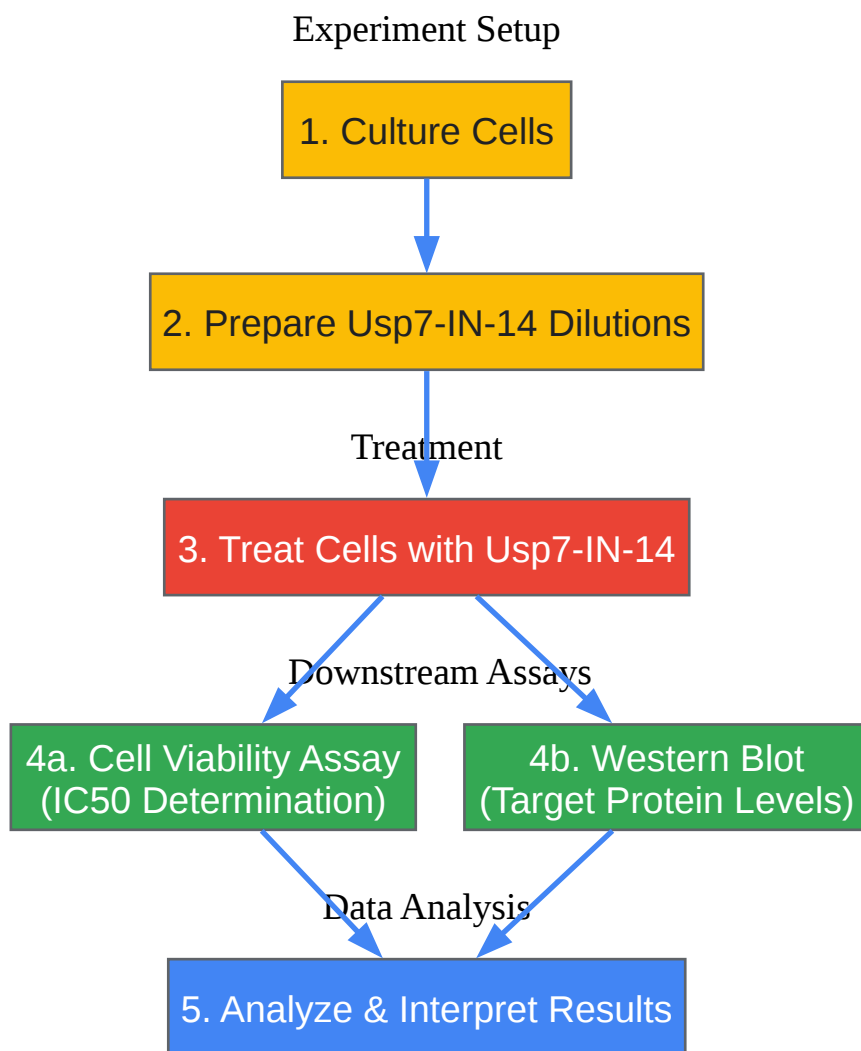 Experiment Setup
1. Culture Cells
2. Prepare Usp7-IN-14 Dilutions
Treatment
3. Treat Cells with Usp7-IN-14
Downstream Assays
4a. Cell Viability Assay
(IC50 Determination)
4b. Western Blot
(Target Protein Levels)
Data Analysis
5. Analyze & Interpret Results